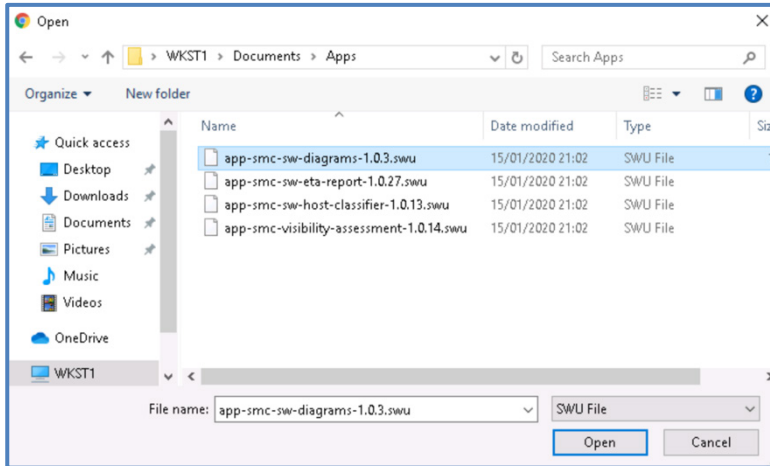 Open
WKST1 > Documents > Apps
Search Apps
Organize
New folder
Name
Date modified
Type
Quick access
Desktop
Downloads
Documents
Pictures
Music
Videos
OneDrive
WKST1
app-smc-sw-diagrams-1.0.3.swu 15/01/2020 21:02 SWU File
app-smc-sw-eta-report-1.0.27.swu 15/01/2020 21:02 SWU File
app-smc-sw-host-classifier-1.0.13.swu 15/01/2020 21:02 SWU File
app-smc-visibility-assessment-1.0.14.swu 15/01/2020 21:02 SWU File
File name: app-smc-sw-diagrams-1.0.3.swu
SWU File
Open
Cancel